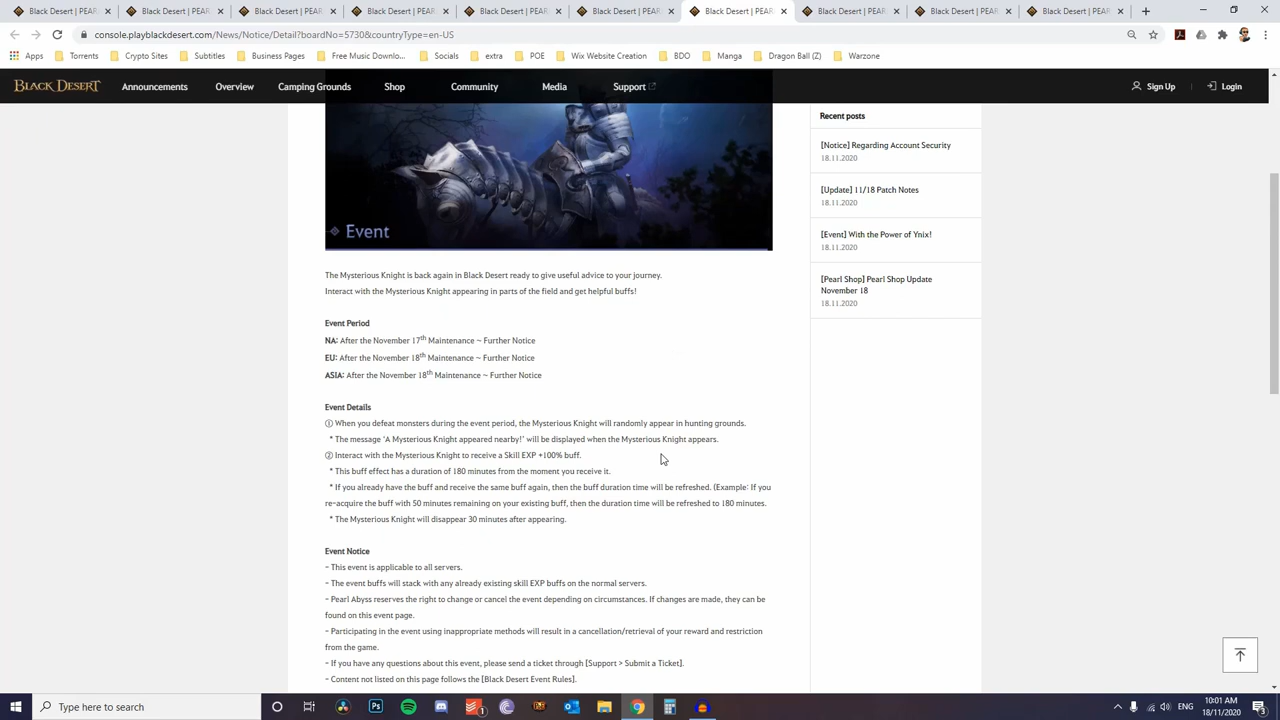 Black Desert | PEAR
Black Desert | PEAR
Black Desert | PEAR
Black Desert | PEAR
Black Desert | PEAR
Black Desert | PEAR
Black Desert | PEAR
Black Desert | PEAR
Black Desert | PEAR
console.playblackdesert.com/News/Notice/Detail?boardNo=5730&countryType=en-US
Apps
Torrents
Crypto Sites
Subtitles
Business Pages
Free Music Downlo...
Socials
extra
POE
Wix Website Creation
BDO
Manga
Dragon Ball (Z)
Warzone
BLACK DESERT
Announcements
Overview
Camping Grounds
Shop
Community
Media
Support
Sign Up
Login
Event
The Mysterious Knight is back again in Black Desert ready to give useful advice to your journey.
Interact with the Mysterious Knight appearing in parts of the field and get helpful buffs!
Event Period
NA: After the November 17th Maintenance ~ Further Notice
EU: After the November 18th Maintenance ~ Further Notice
ASIA: After the November 18th Maintenance ~ Further Notice
Event Details
① When you defeat monsters during the event period, the Mysterious Knight will randomly appear in hunting grounds.
* The message 'A Mysterious Knight appeared nearby!' will be displayed when the Mysterious Knight appears.
② Interact with the Mysterious Knight to receive a Skill EXP +100% buff.
* This buff effect has a duration of 180 minutes from the moment you receive it.
* If you already have the buff and receive the same buff again, then the buff duration time will be refreshed. (Example: If you
re-acquire the buff with 50 minutes remaining on your existing buff, then the duration time will be refreshed to 180 minutes.
* The Mysterious Knight will disappear 30 minutes after appearing.
Event Notice
- This event is applicable to all servers.
- The event buffs will stack with any already existing skill EXP buffs on the normal servers.
- Pearl Abyss reserves the right to change or cancel the event depending on circumstances. If changes are made, they can be
found on this event page.
- Participating in the event using inappropriate methods will result in a cancellation/retrieval of your reward and restriction
from the game.
- If you have any questions about this event, please send a ticket through [Support > Submit a Ticket].
- Content not listed on this page follows the [Black Desert Event Rules].
Recent posts
[Notice] Regarding Account Security
18.11.2020
[Update] 11/18 Patch Notes
18.11.2020
[Event] With the Power of Ynix!
18.11.2020
[Pearl Shop] Pearl Shop Update
November 18
18.11.2020
Type here to search
Ps
1
ENG
10:01 AM
18/11/2020